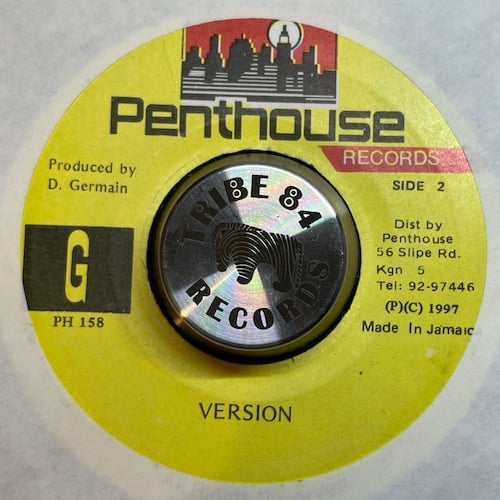 Penthouse
RECORDS
Produced by
D. Germain
SIDE 2
TRIBE 84
RECORDS
G
PH 158
Dist by
Penthouse
56 Slipe Rd.
Kgn 5
Tel: 92-97446
(P)(C) 1997
Made In Jamaic
VERSION